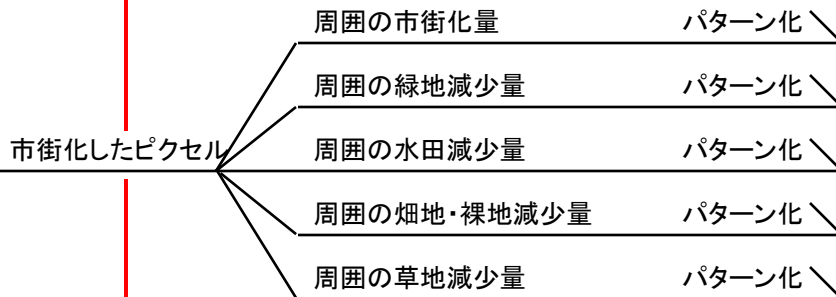 周囲の市街化量 パターン化
周囲の緑地減少量 パターン化
市街化したピクセル 周囲の水田減少量 パターン化
周囲の畑地・裸地減少量 パターン化
周囲の草地減少量 パターン化